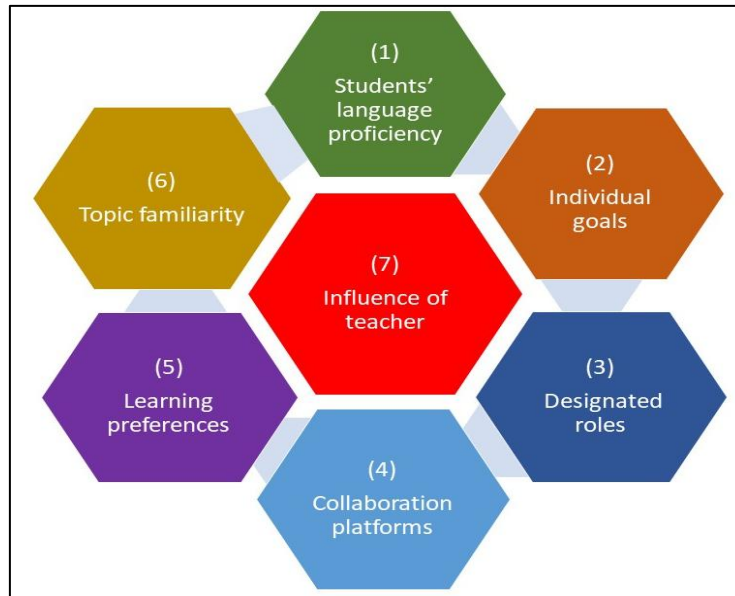 (1)
Students’
language
proficiency
(2)
Individual
goals
(3)
Designated
roles
(4)
Collaboration
platforms
(5)
Learning
preferences
(6)
Topic familiarity
(7)
Influence of
teacher